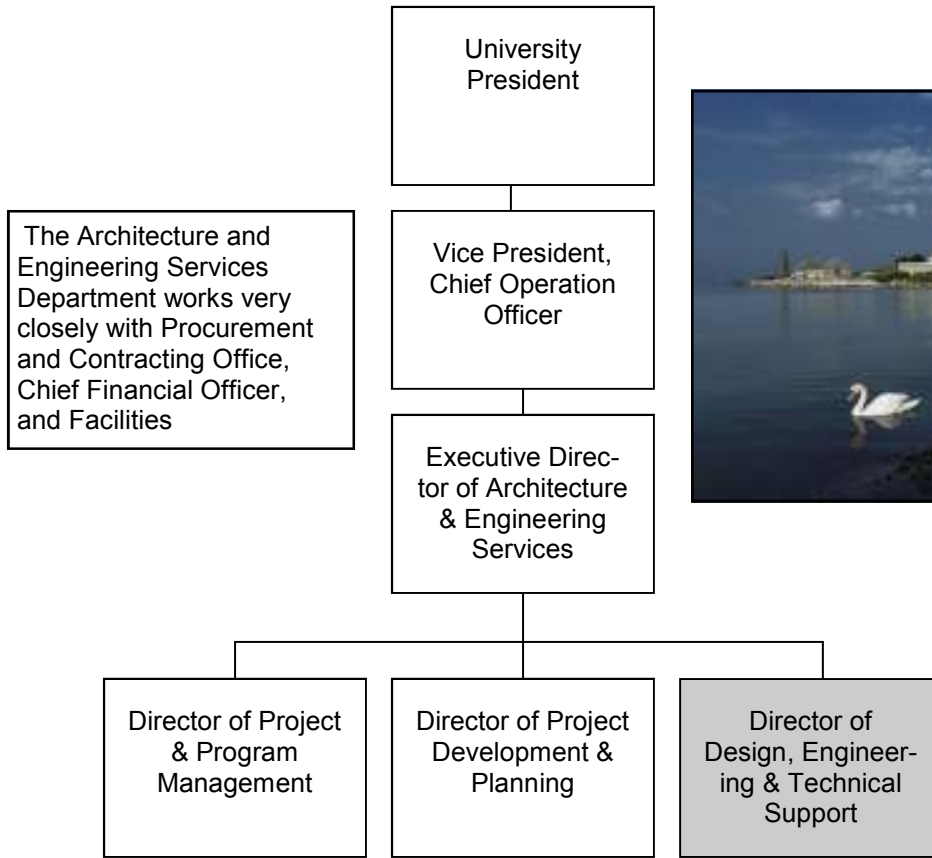 University
President
The Architecture and
Engineering Services
Department works very
closely with Procurement
and Contracting Office,
Chief Financial Officer,
and Facilities
Vice President,
Chief Operation
Officer
Executive Direc-
tor of Architecture
& Engineering
Services
Director of Project
& Program
Management
Director of Project
Development &
Planning
Director of
Design, Engineer-
ing & Technical
Support